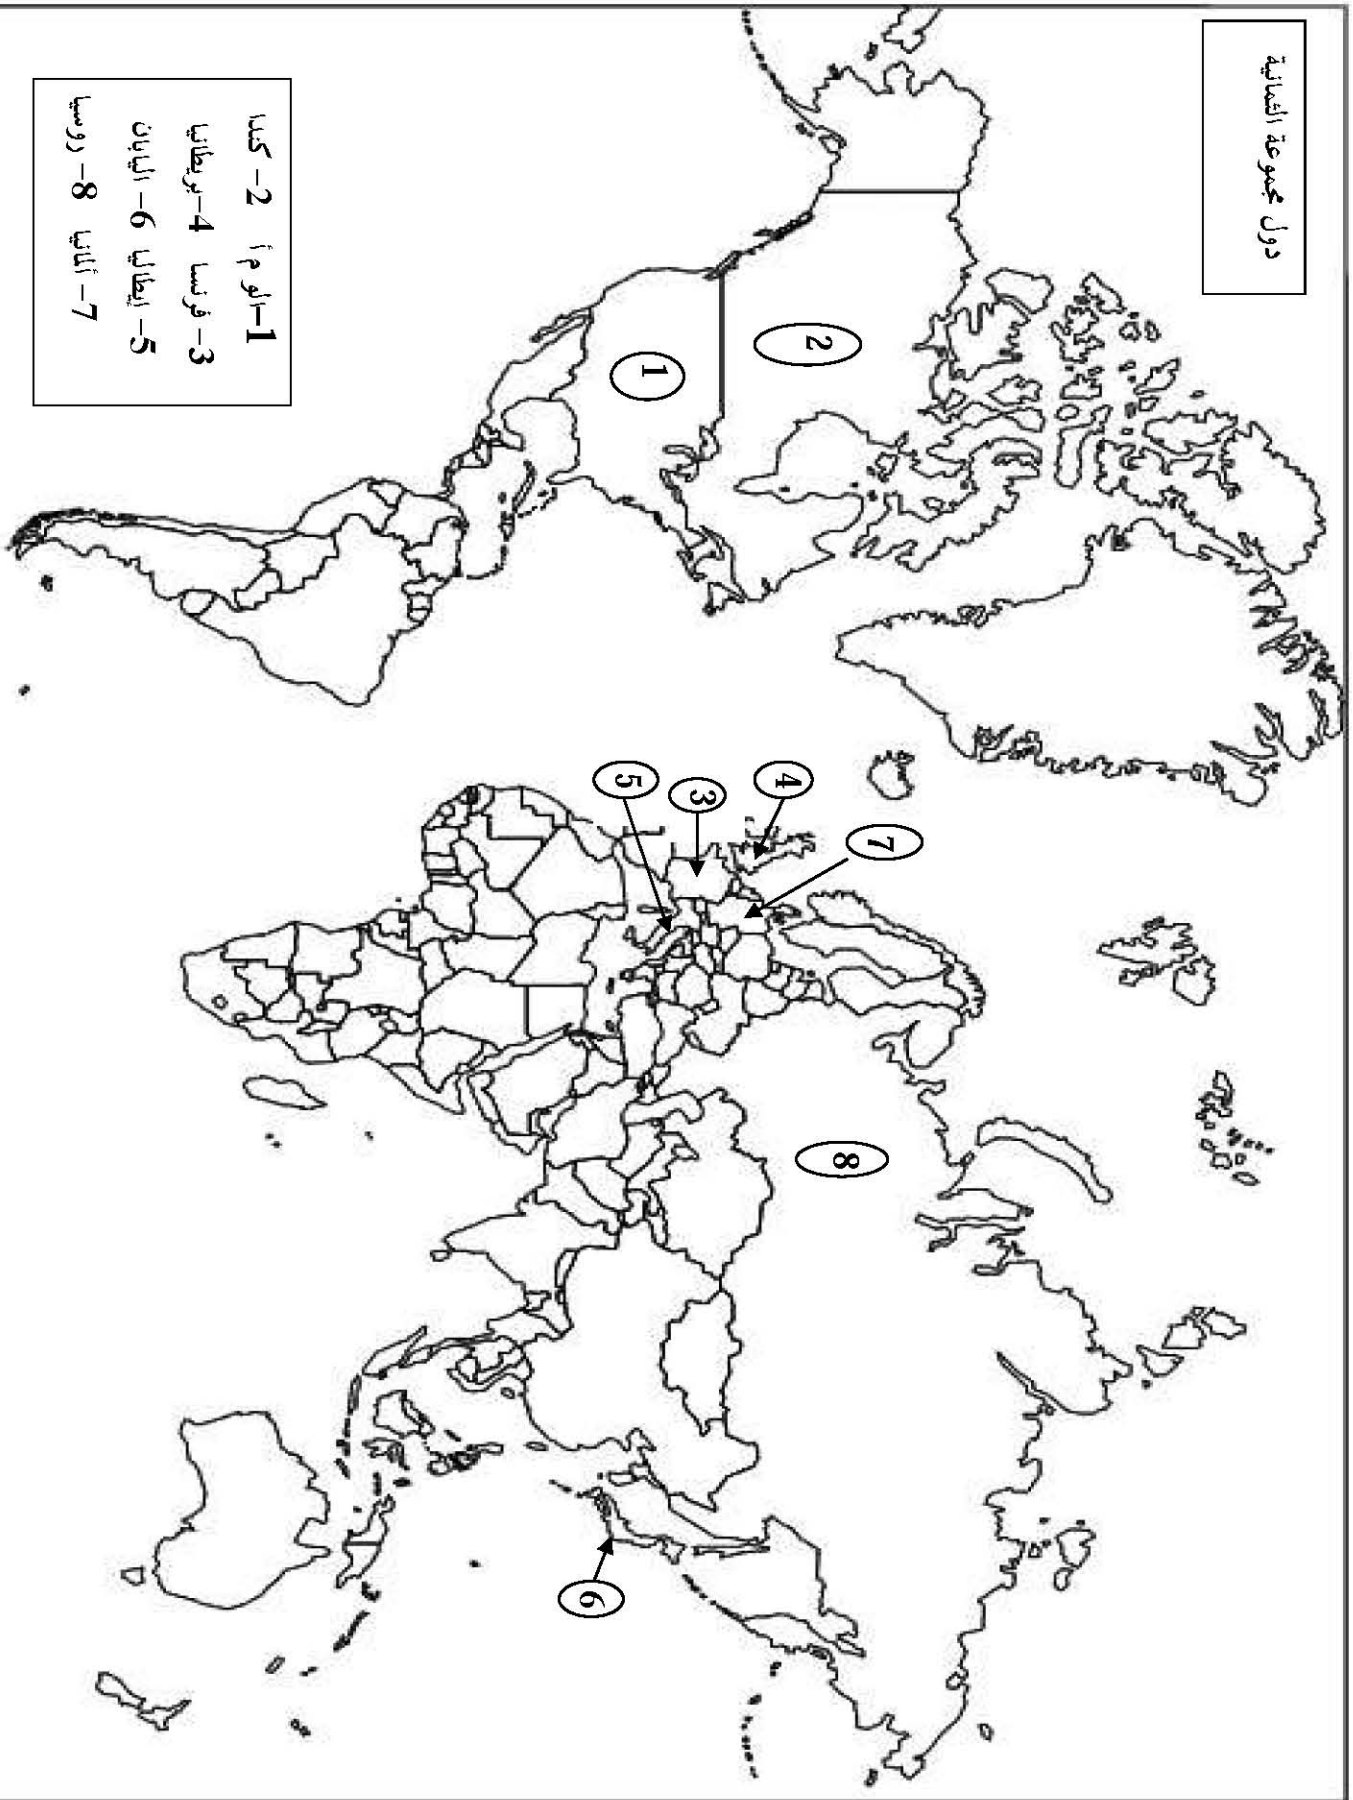 دول مجموعة الثمانية
2
1
4
3
5
7
8
6
1-الو م أ 2- كندا
3- فرنسا 4-بريطانيا
5- ايطاليا 6- اليابان
7- ألمانيا 8- روسيا